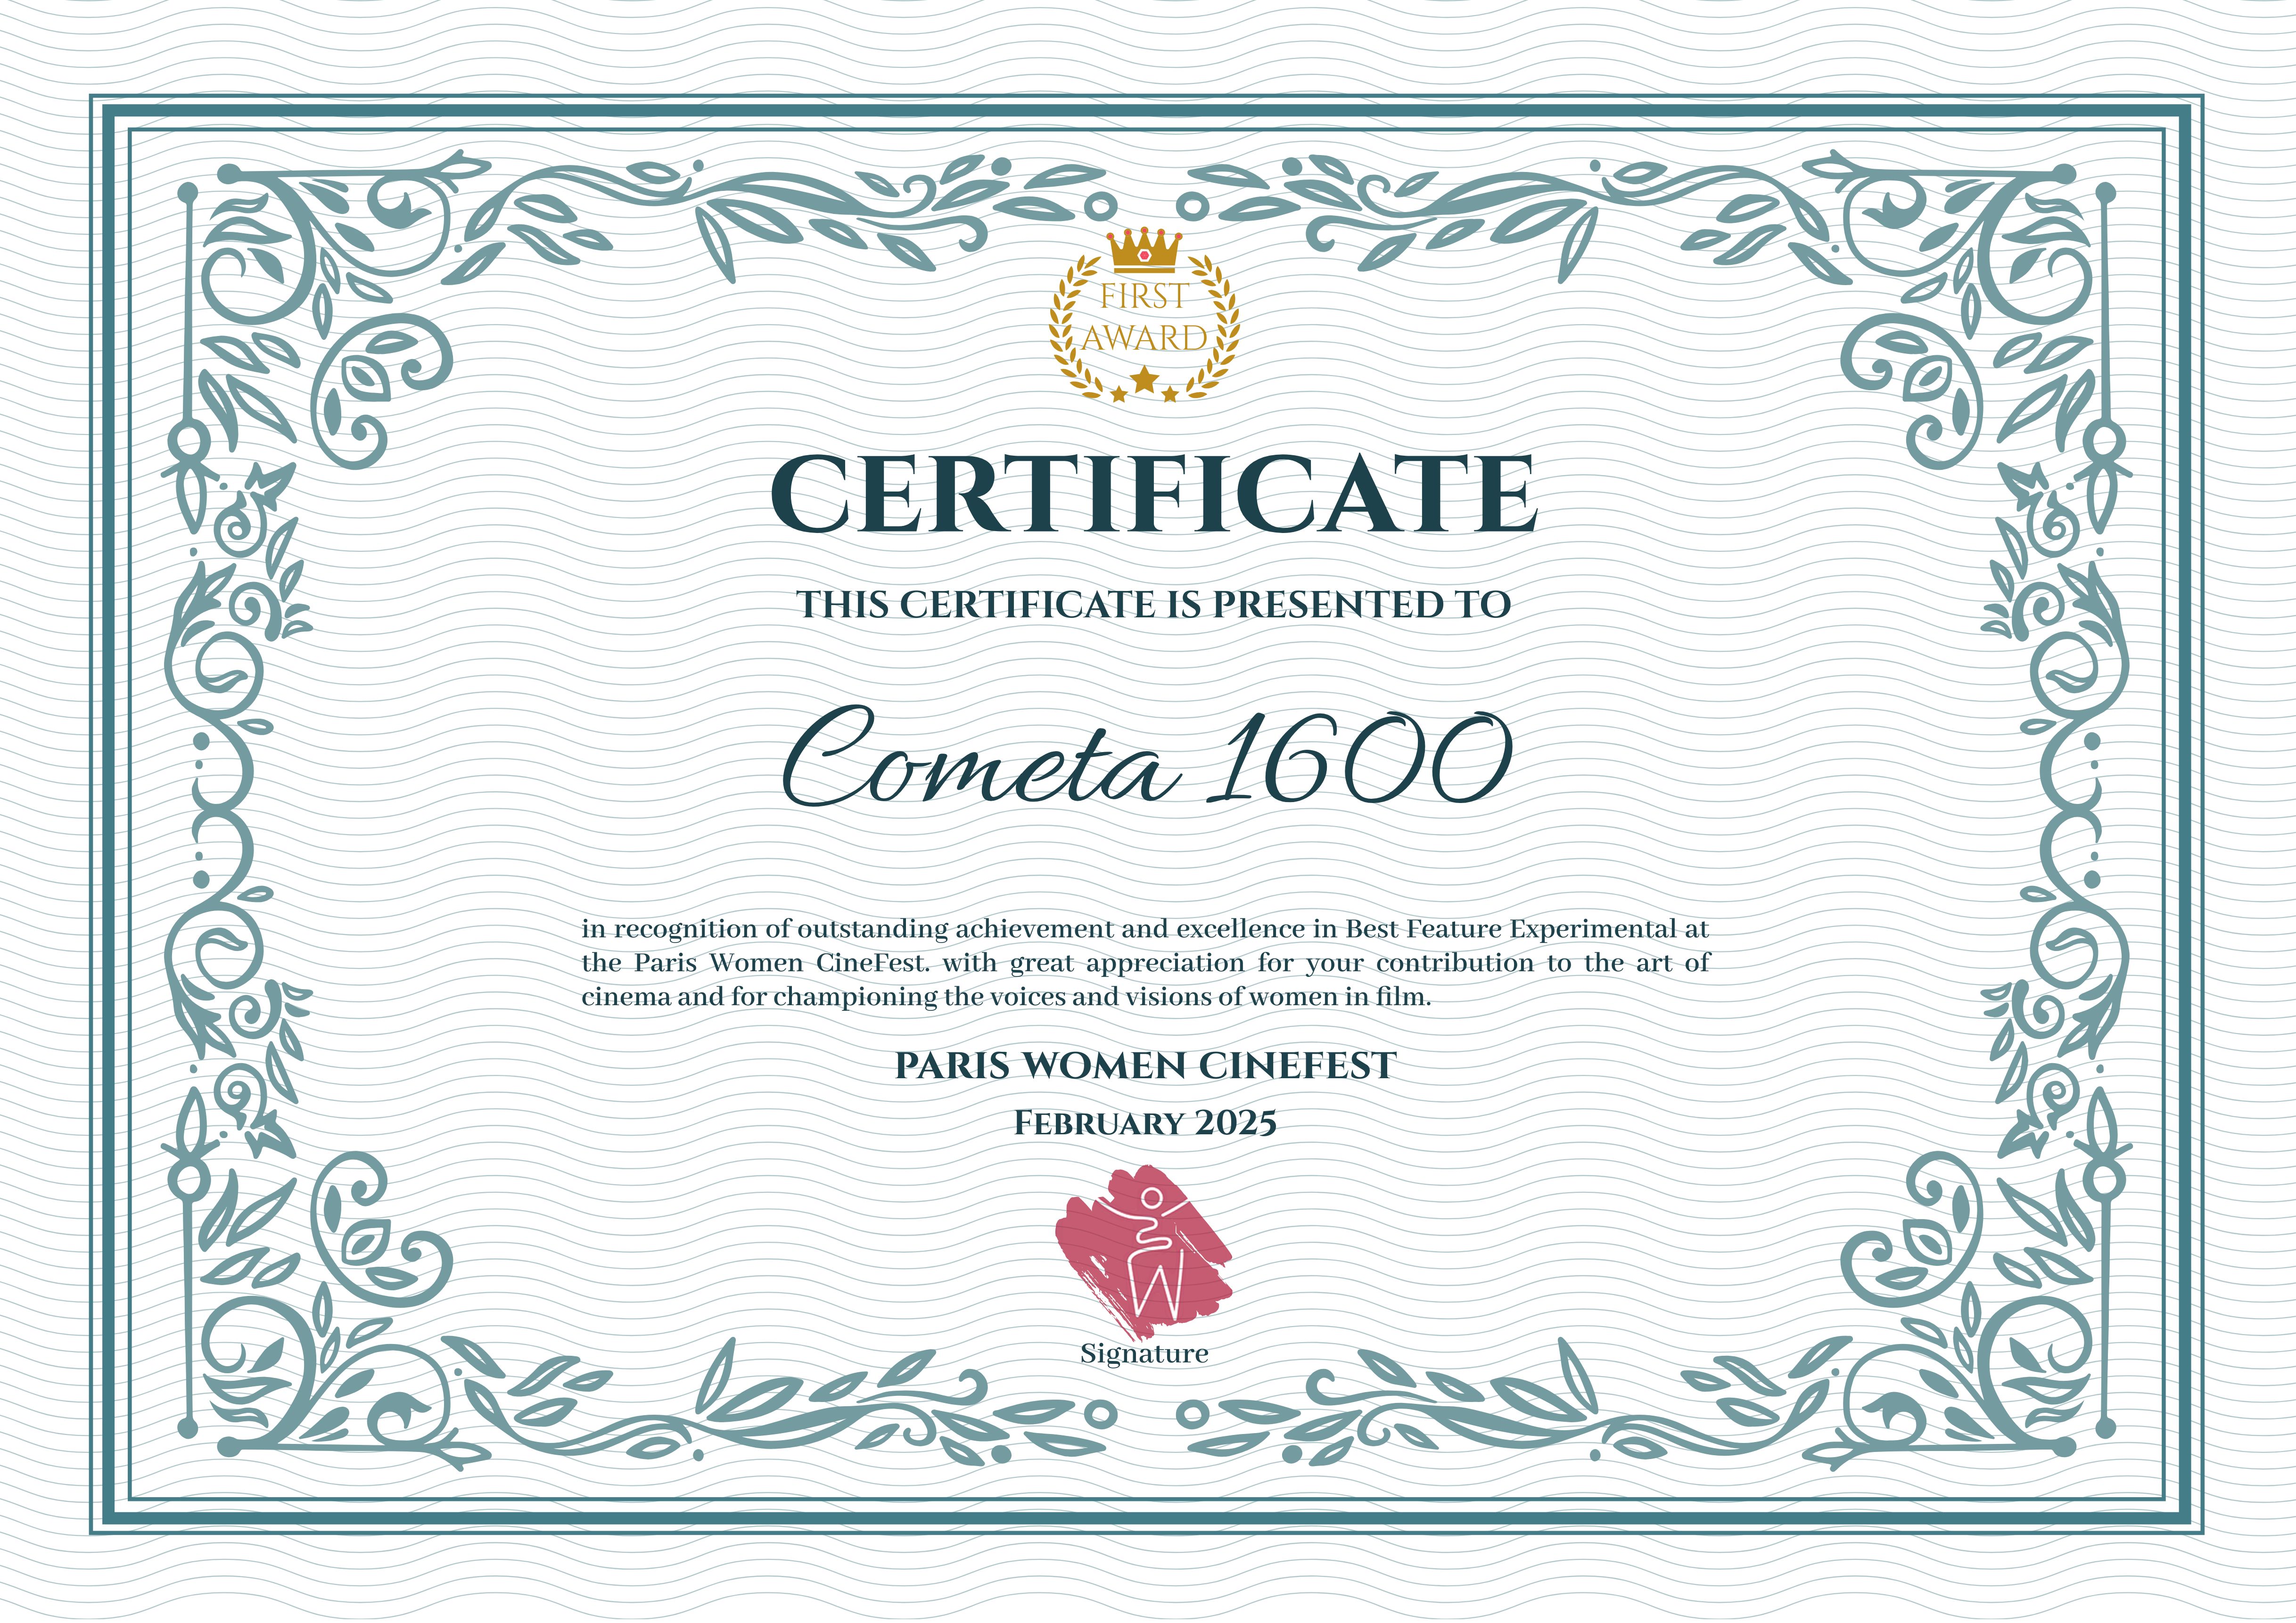 FIRST
AWARD
CERTIFICATE
THIS CERTIFICATE IS PRESENTED TO
Cometa 1600
in recognition of outstanding achievement and excellence in Best Feature Experimental at
the Paris Women CineFest. with great appreciation for your contribution to the art of
cinema and for championing the voices and visions of women in film.
PARIS WOMEN CINEFEST
FEBRUARY 2025
Signature